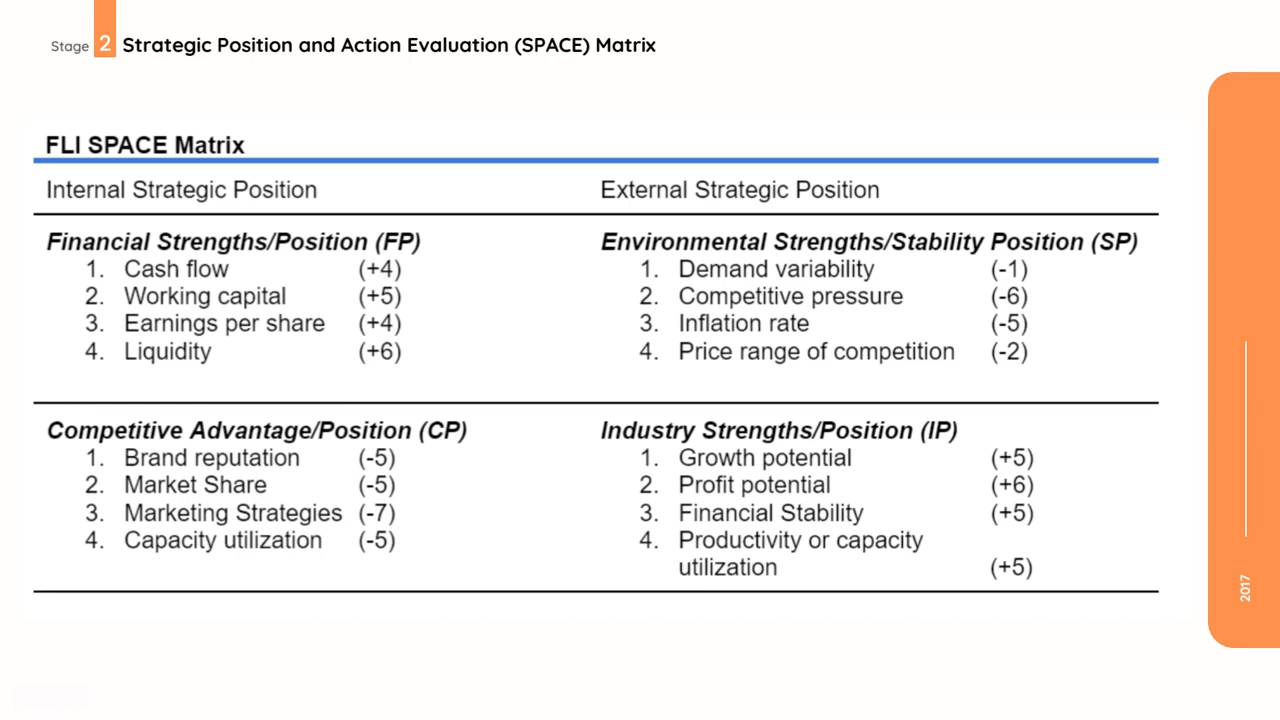 Stage 2 Strategic Position and Action Evaluation (SPACE) Matrix
FLI SPACE Matrix
Internal Strategic Position
External Strategic Position
Financial Strengths/Position (FP)
1. Cash flow (+4)
2. Working capital (+5)
3. Earnings per share (+4)
4. Liquidity (+6)
Environmental Strengths/Stability Position (SP)
1. Demand variability (-1)
2. Competitive pressure (-6)
3. Inflation rate (-5)
4. Price range of competition (-2)
Competitive Advantage/Position (CP)
1. Brand reputation (-5)
2. Market Share (-5)
3. Marketing Strategies (-7)
4. Capacity utilization (-5)
Industry Strengths/Position (IP)
1. Growth potential (+5)
2. Profit potential (+6)
3. Financial Stability (+5)
4. Productivity or capacity
utilization (+5)
2017